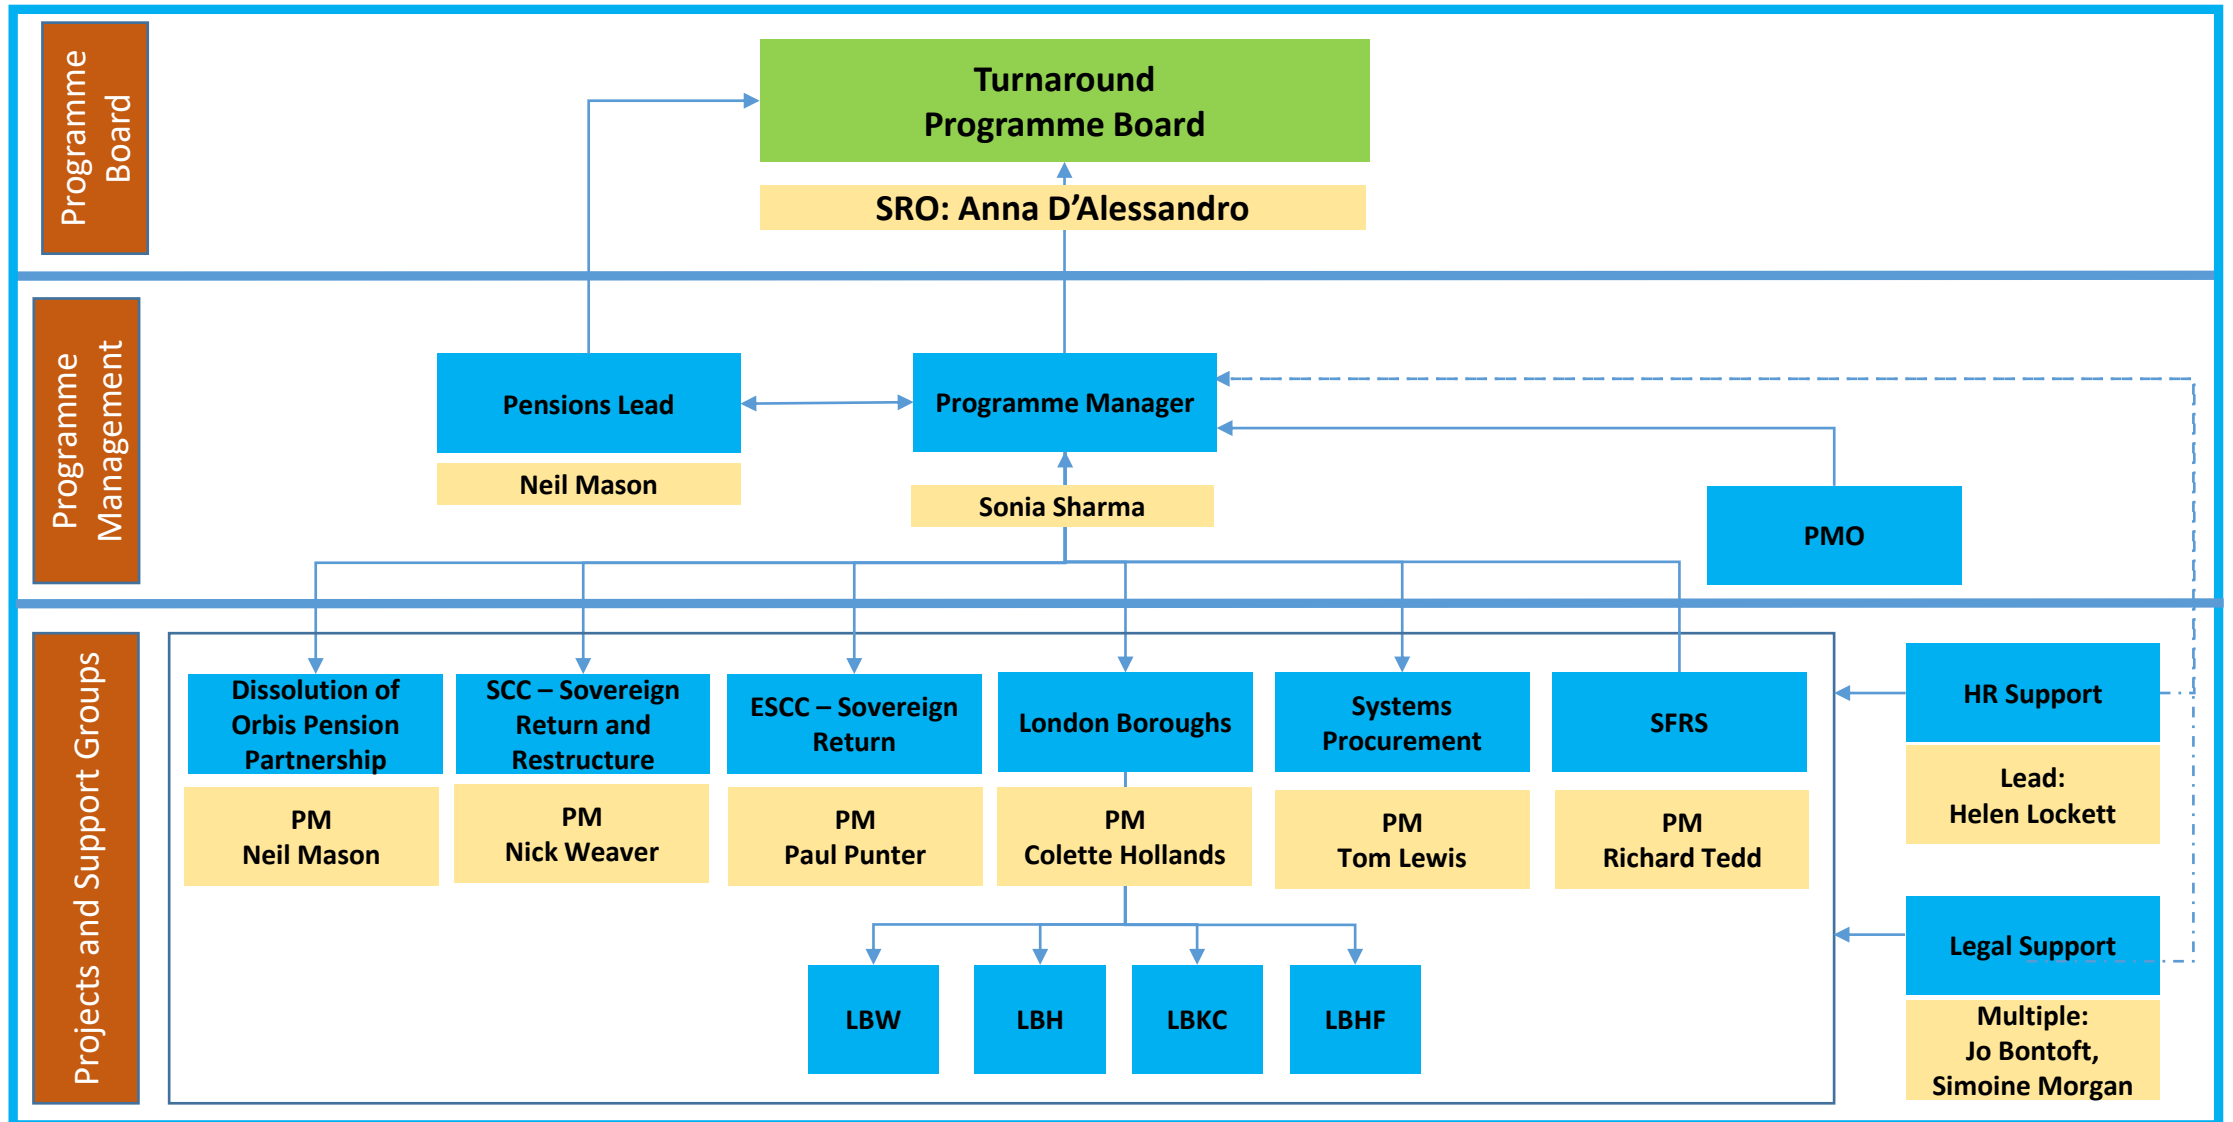 Programme
Board
Turnaround
Programme Board
SRO: Anna D’Alessandro
Programme
Management
Pensions Lead
Neil Mason
Programme Manager
Sonia Sharma
PMO
Projects and Support Groups
Dissolution of
Orbis Pension
Partnership
PM
Neil Mason
SCC – Sovereign
Return and
Restructure
PM
Nick Weaver
ESCC – Sovereign
Return
PM
Paul Punter
London Boroughs
PM
Colette Hollands
Systems
Procurement
PM
Tom Lewis
SFRS
PM
Richard Tedd
HR Support
Lead:
Helen Lockett
LBW
LBH
LBKC
LBHF
Legal Support
Multiple:
Jo Bontoft,
Simoine Morgan